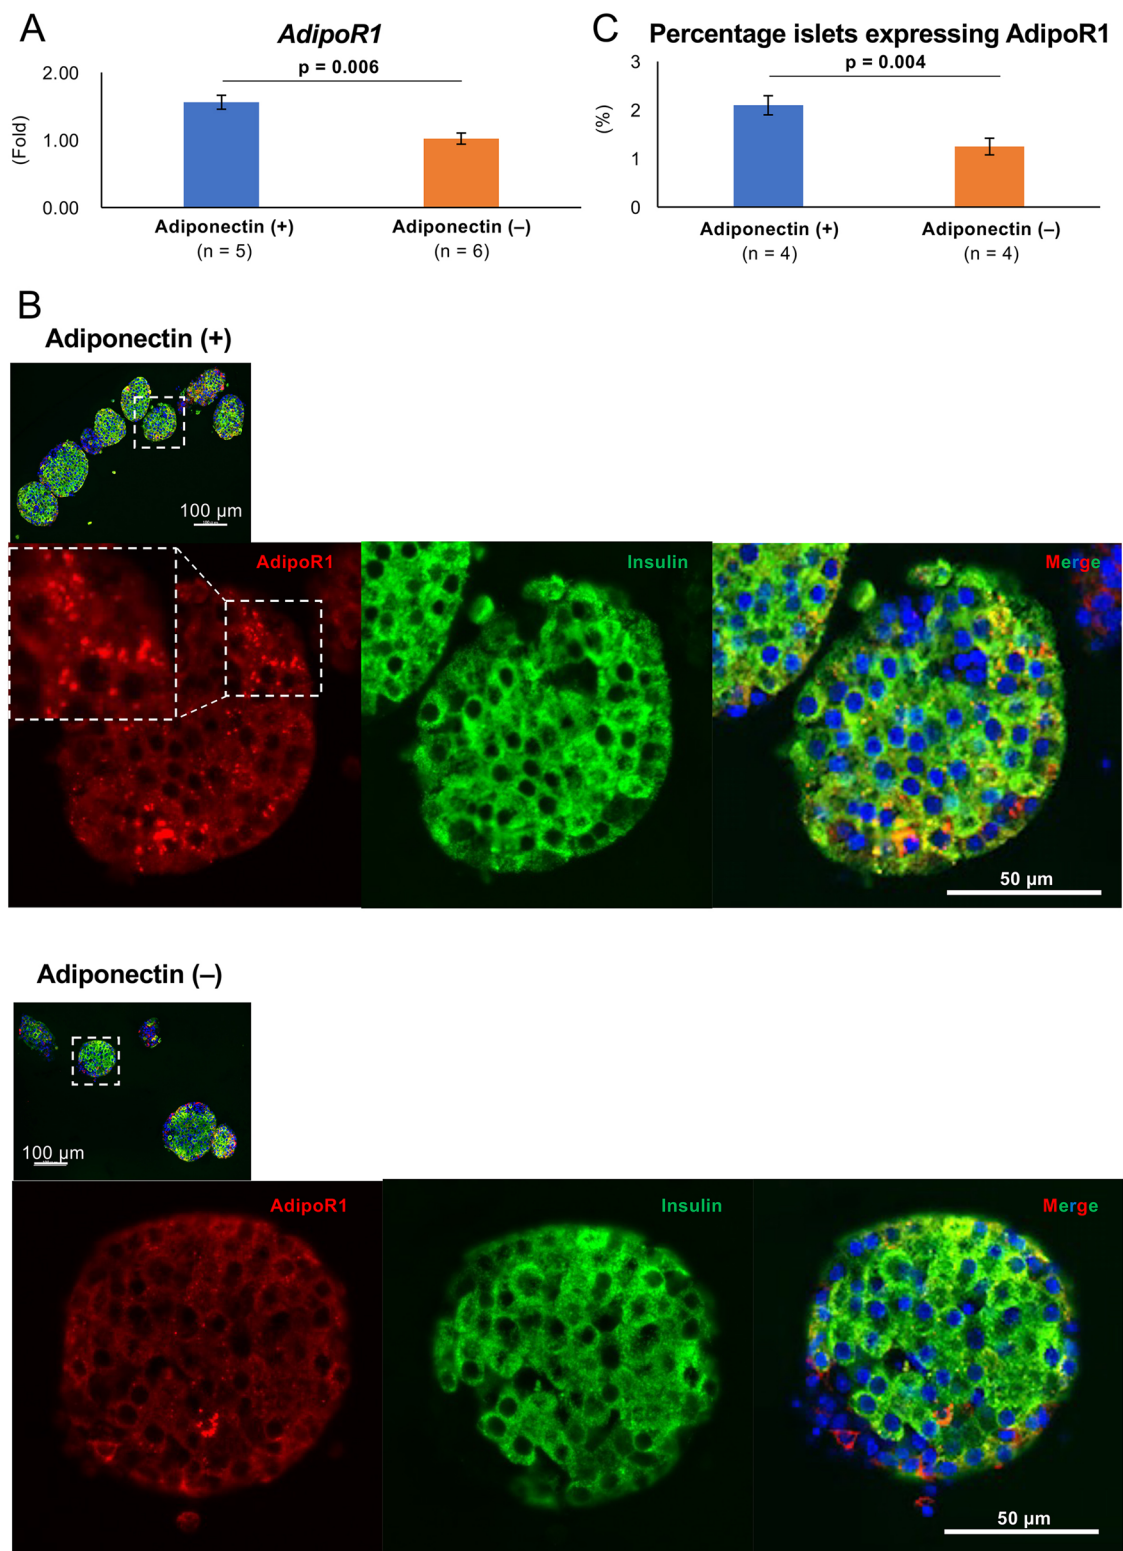 A
AdipoR1
p = 0.006
2.00
1.00
0.00
(Fold)
Adiponectin (+)
(n = 5)
Adiponectin (–)
(n = 6)
C
Percentage islets expressing AdipoR1
p = 0.004
3
2
1
0
(%)
Adiponectin (+)
(n = 4)
Adiponectin (–)
(n = 4)
B
Adiponectin (+)
100 µm
AdipoR1
Insulin
Merge
50 µm
Adiponectin (–)
100 µm
AdipoR1
Insulin
Merge
50 µm